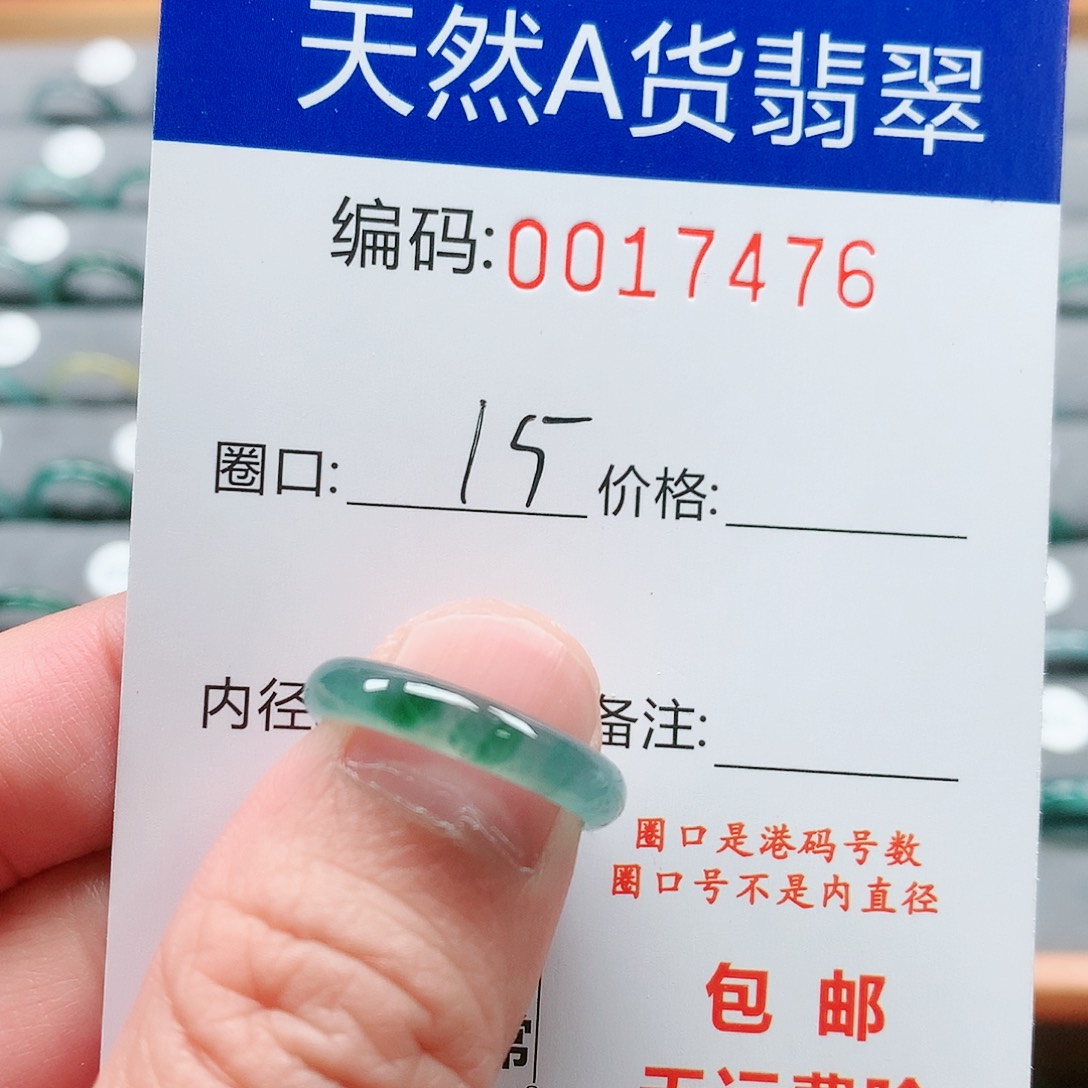 天然A货翡翠
编码:0017476
圈口: 15 价格:
内径 备注:
圈口是港码号数
圈口号不是内直径
包邮
常